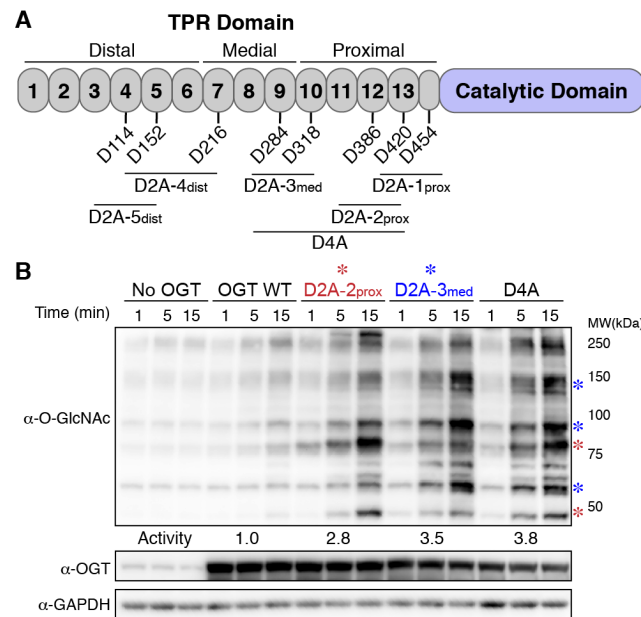 A
TPR Domain
Distal Medial Proximal
1 2 3 4 5 6 7 8 9 10 11 12 13 Catalytic Domain
D114 D152 D216 D284 D318 D386 D420 D454
D2A-4dist D2A-3med D2A-1prox
D2A-5dist D2A-2prox
D4A
B
* *
No OGT OGT WT D2A-2prox D2A-3med D4A
Time (min) 1 5 15 1 5 15 1 5 15 1 5 15 1 5 15 MW(kDa)
250
150
*
100
α-O-GlcNAc *
*
75
*
50
*
Activity 1.0 2.8 3.5 3.8
α-OGT
α-GAPDH